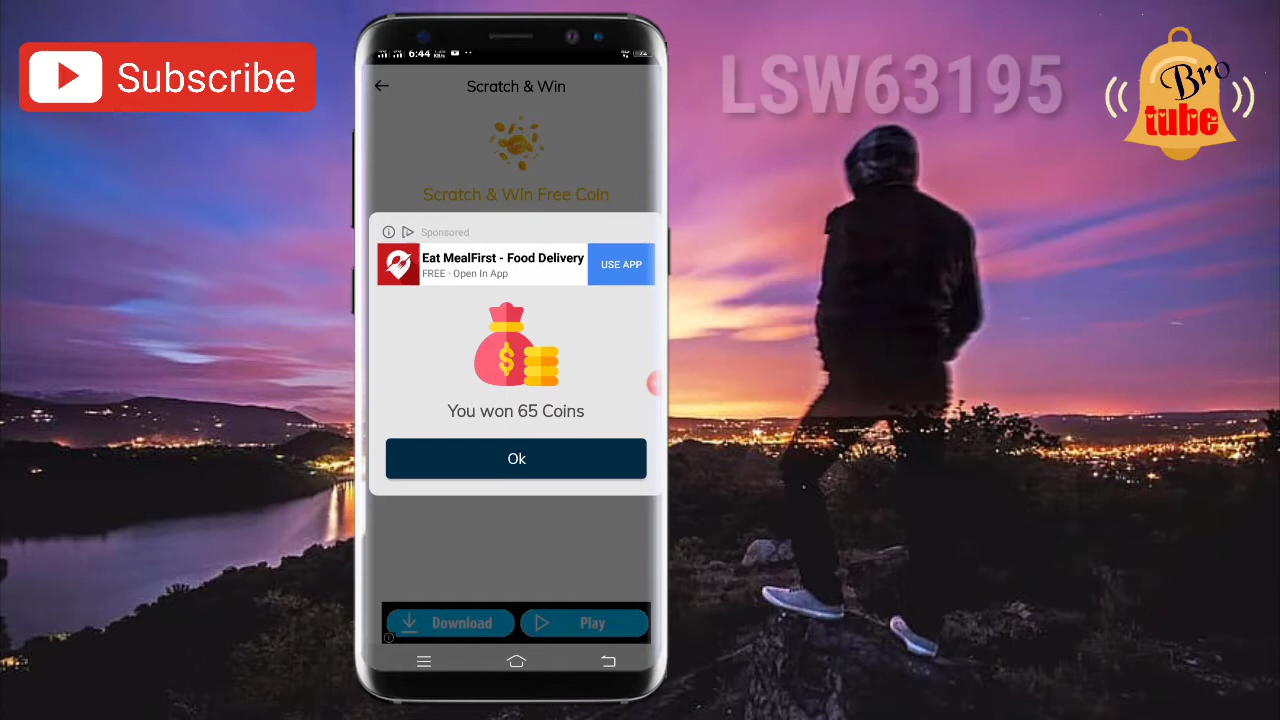 Subscribe
LSW63195
Bro
tube
6:44
Scratch & Win
Scratch & Win Free Coin
Sponsored
Eat MealFirst - Food Delivery
FREE · Open In App
USE APP
$
You won 65 Coins
Ok
Download
Play